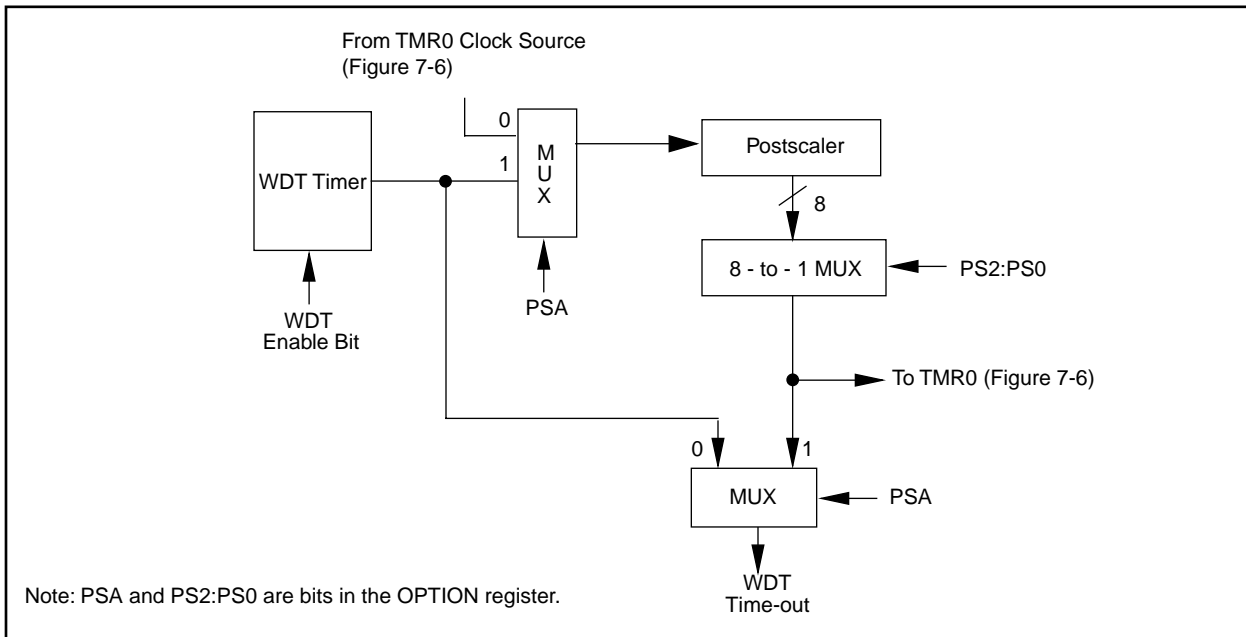 From TMR0 Clock Source
(Figure 7-6)
0
1
M
U
X
WDT Timer
Postscaler
8
8 - to - 1 MUX
PS2:PS0
PSA
WDT
Enable Bit
To TMR0 (Figure 7-6)
0
1
MUX
PSA
WDT
Time-out
Note: PSA and PS2:PS0 are bits in the OPTION register.